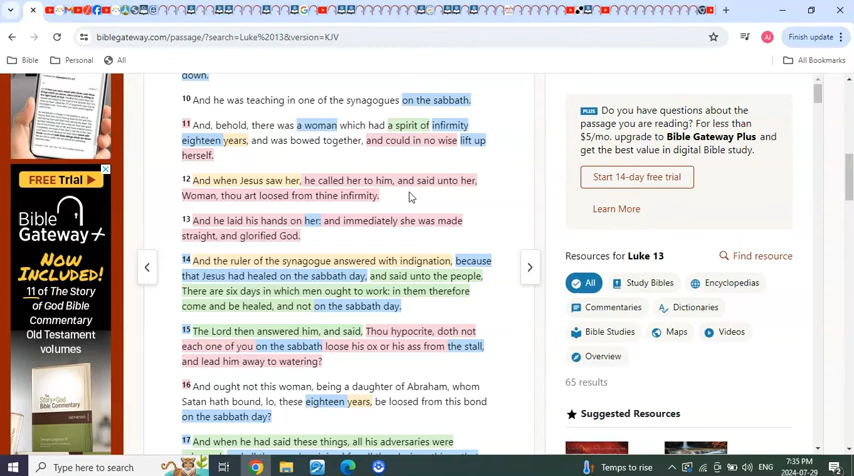 biblegateway.com/passage/?search=Luke%2013&version=KJV
AI
Finish update
Bible
Personal
All
All Bookmarks
down.
10 And he was teaching in one of the synagogues on the sabbath.
11 And, behold, there was a woman which had a spirit of infirmity
eighteen years, and was bowed together, and could in no wise lift up
herself.
12 And when Jesus saw her, he called her to him, and said unto her,
Woman, thou art loosed from thine infirmity.
13 And he laid his hands on her: and immediately she was made
straight, and glorified God.
14 And the ruler of the synagogue answered with indignation, because
that Jesus had healed on the sabbath day, and said unto the people,
There are six days in which men ought to work: in them therefore
come and be healed, and not on the sabbath day.
15 The Lord then answered him, and said, Thou hypocrite, doth not
each one of you on the sabbath loose his ox or his ass from the stall,
and lead him away to watering?
16 And ought not this woman, being a daughter of Abraham, whom
Satan hath bound, lo, these eighteen years, be loosed from this bond
on the sabbath day?
17 And when he had said these things, all his adversaries were
FREE Trial
Bible
Gateway+
NOW
INCLUDED!
11 of The Story
of God Bible
Commentary
Old Testament
volumes
PLUS Do you have questions about the
passage you are reading? For less than
$5/mo. upgrade to Bible Gateway Plus and
get the best value in digital Bible study.
Start 14-day free trial
Learn More
Resources for Luke 13
Find resource
All
Study Bibles
Encyclopedias
Commentaries
Dictionaries
Bible Studies
Maps
Videos
Overview
65 results
Suggested Resources
Type here to search
Temps to rise
ENG
7:35 PM
2024-07-29
2